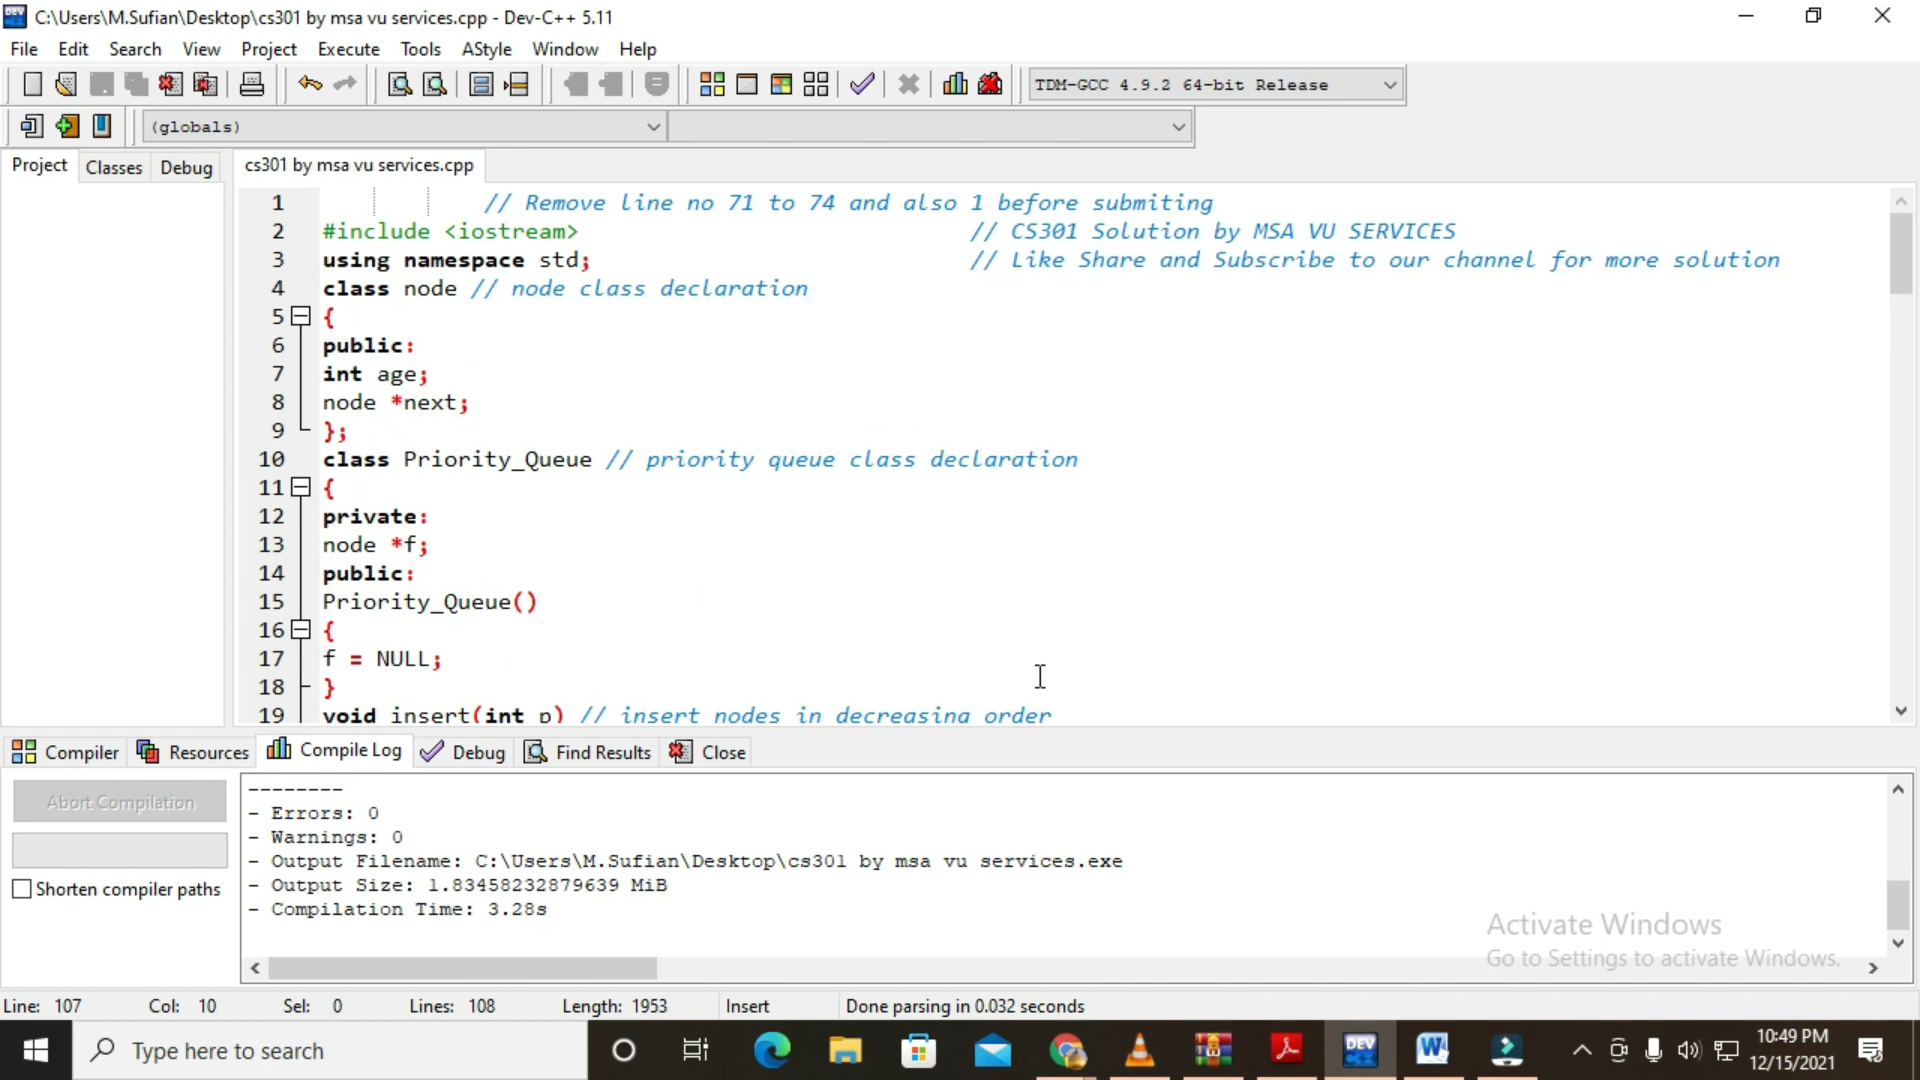 C:\Users\M.Sufian\Desktop\cs301 by msa vu services.cpp - Dev-C++ 5.11
File Edit Search View Project Execute Tools AStyle Window Help
TDM-GCC 4.9.2 64-bit Release
(globals)
Project Classes Debug cs301 by msa vu services.cpp
1 // Remove line no 71 to 74 and also 1 before submiting
2 #include <iostream> // CS301 Solution by MSA VU SERVICES
3 using namespace std; // Like Share and Subscribe to our channel for more solution
4 class node // node class declaration
5 {
6 public:
7 int age;
8 node *next;
9 };
10 class Priority_Queue // priority queue class declaration
11 {
12 private:
13 node *f;
14 public:
15 Priority_Queue()
16 {
17 f = NULL;
18 }
19 void insert(int p) // insert nodes in decreasing order
Compiler Resources Compile Log Debug Find Results Close
Abort Compilation
Shorten compiler paths
--------
- Errors: 0
- Warnings: 0
- Output Filename: C:\Users\M.Sufian\Desktop\cs301 by msa vu services.exe
- Output Size: 1.83458232879639 MiB
- Compilation Time: 3.28s
Activate Windows
Go to Settings to activate Windows.
Line: 107 Col: 10 Sel: 0 Lines: 108 Length: 1953 Insert Done parsing in 0.032 seconds
Type here to search
DEV
10:49 PM
12/15/2021